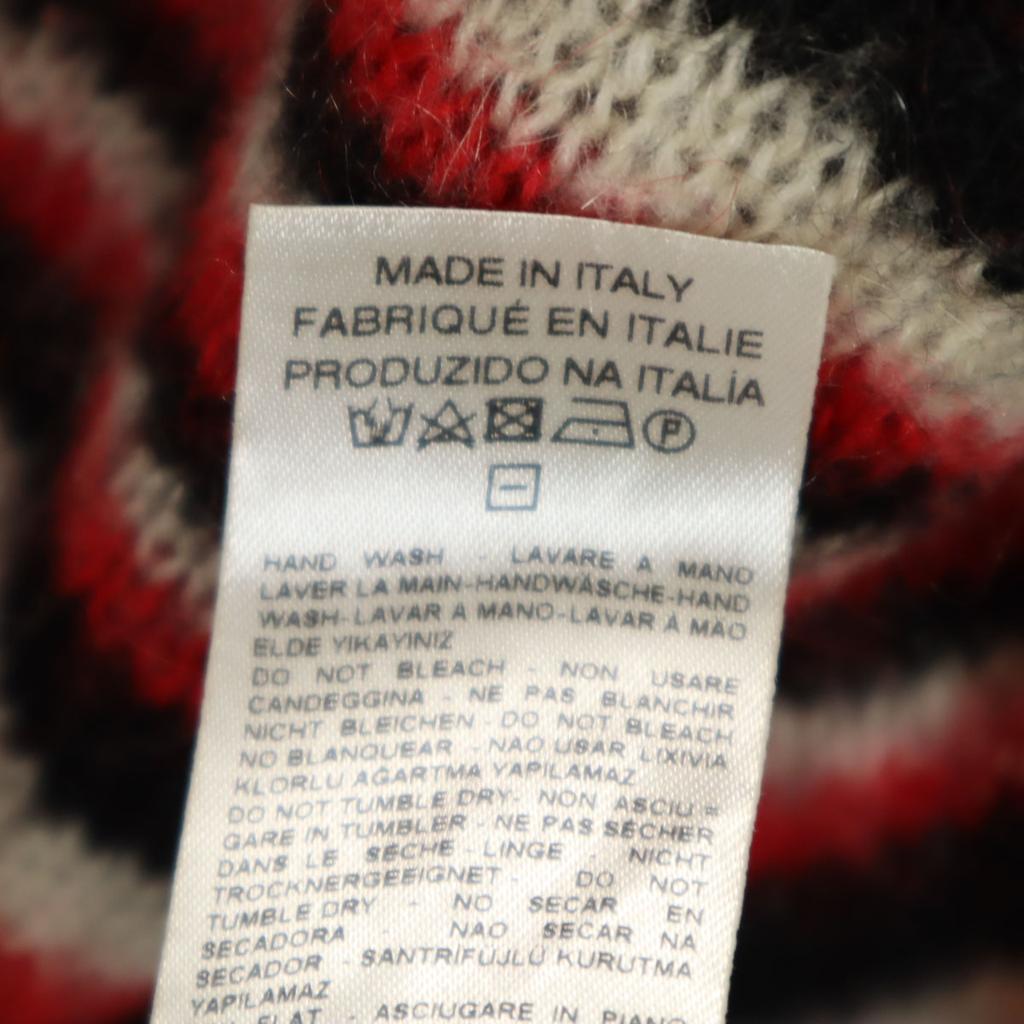 MADE IN ITALY
FABRIQUÉ EN ITALIE
PRODUZIDO NA ITALÍA
P
HAND WASH - LAVARE A MANO
LAVER LA MAIN-HANDWÄSCHE-HAND
WASH-LAVAR A MANO-LAVAR À MAO
ELDE YIKAYINIZ
DO NOT BLEACH - NON USARE
CANDEGGINA - NE PAS BLANCHIR
NICHT BLEICHEN - DO NOT BLEACH
NO BLANQUEAR - NAO USAR LIXIVIA
KLORLU AGARTMA YAPILAMAZ
DO NOT TUMBLE DRY- NON ASCIU =
GARE IN TUMBLER - NE PAS SÉCHER
DANS LE SECHE - LINGE - NICHT
TROCKNERGEEIGNET - DO NOT
TUMBLE DRY - NO SECAR EN
SECADORA - NAO SECAR NA
SECADOR - SANTRIFUJLU KURUTMA
YAPILAMAZ
FLAT - ASCIUGARE IN PIANO